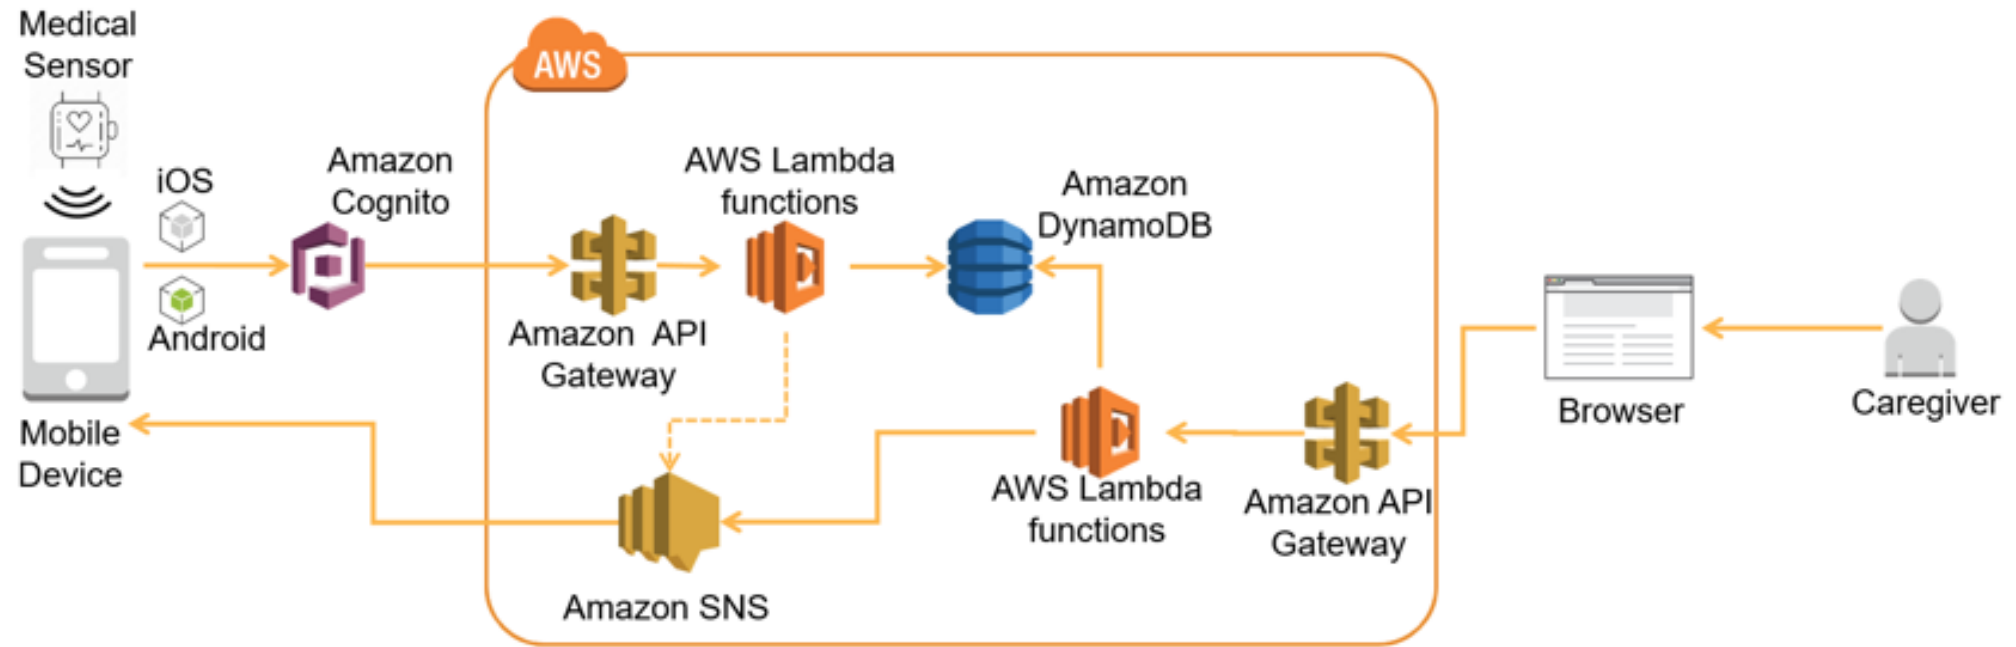 Medical
Sensor
iOS
Android
Mobile
Device
Amazon
Cognito
AWS
Amazon API
Gateway
AWS Lambda
functions
Amazon
DynamoDB
Amazon SNS
AWS Lambda
functions
Amazon API
Gateway
Browser
Caregiver